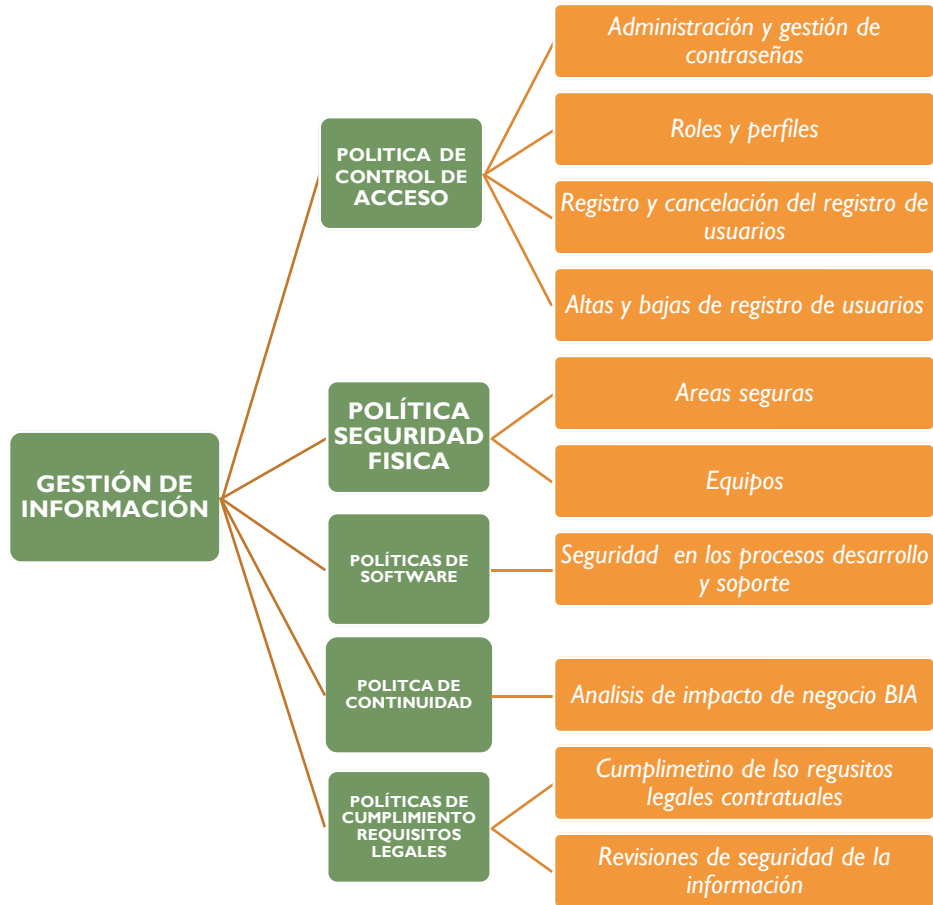 GESTIÓN DE
INFORMACIÓN
POLITICA DE
CONTROL DE
ACCESO
Administración y gestión de
contraseñas
Roles y perfiles
Registro y cancelación del registro de
usuarios
Altas y bajas de registro de usuarios
POLÍTICA
SEGURIDAD
FISICA
Areas seguras
Equipos
POLÍTICAS DE
SOFTWARE
Seguridad en los procesos desarrollo
y soporte
POLITCA DE
CONTINUIDAD
Analisis de impacto de negocio BIA
POLÍTICAS DE
CUMPLIMIENTO
REQUISITOS
LEGALES
Cumplimetino de lso regusitos
legales contratuales
Revisiones de seguridad de la
información